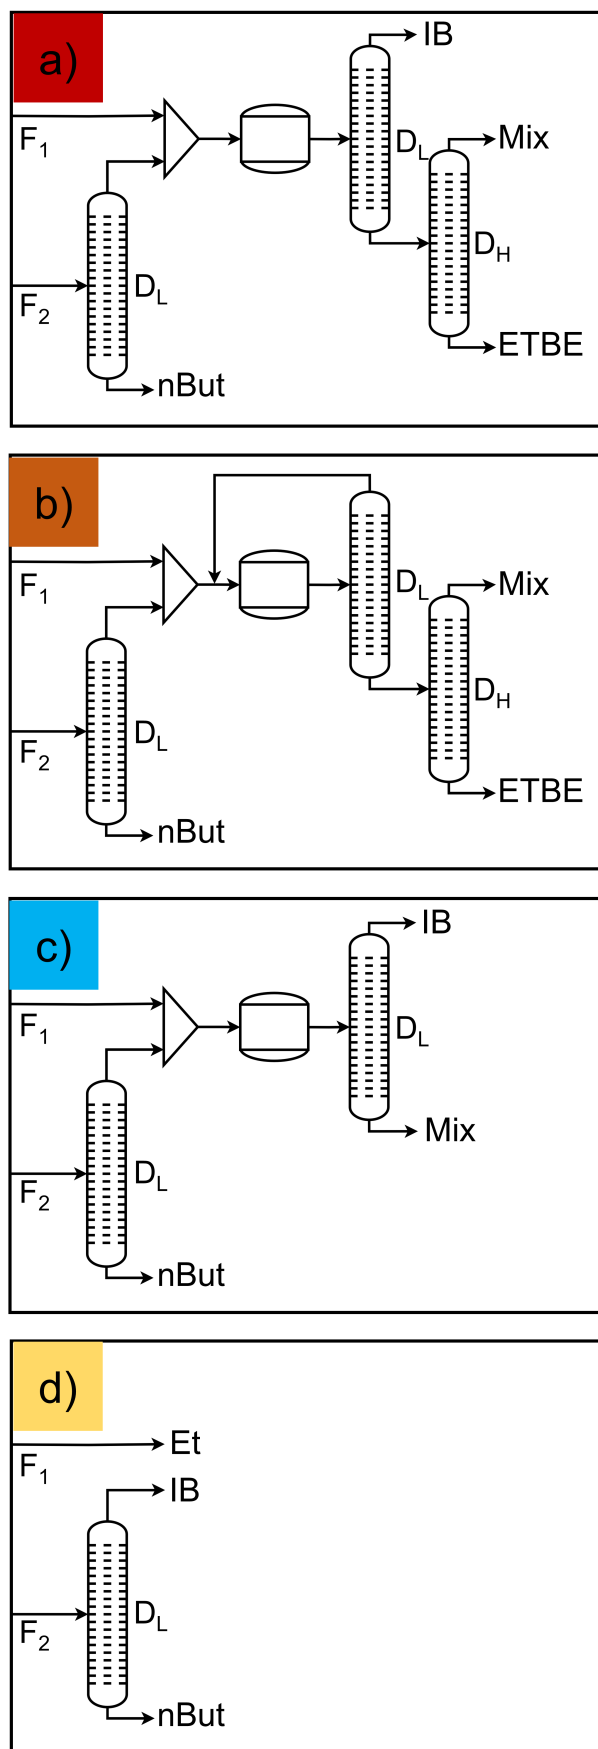 a)
IB
F1
DL
Mix
DH
F2
DL
ETBE
nBut
b)
F1
DL
Mix
DH
F2
DL
ETBE
nBut
c)
IB
F1
DL
Mix
F2
DL
nBut
d)
Et
F1
IB
F2
DL
nBut